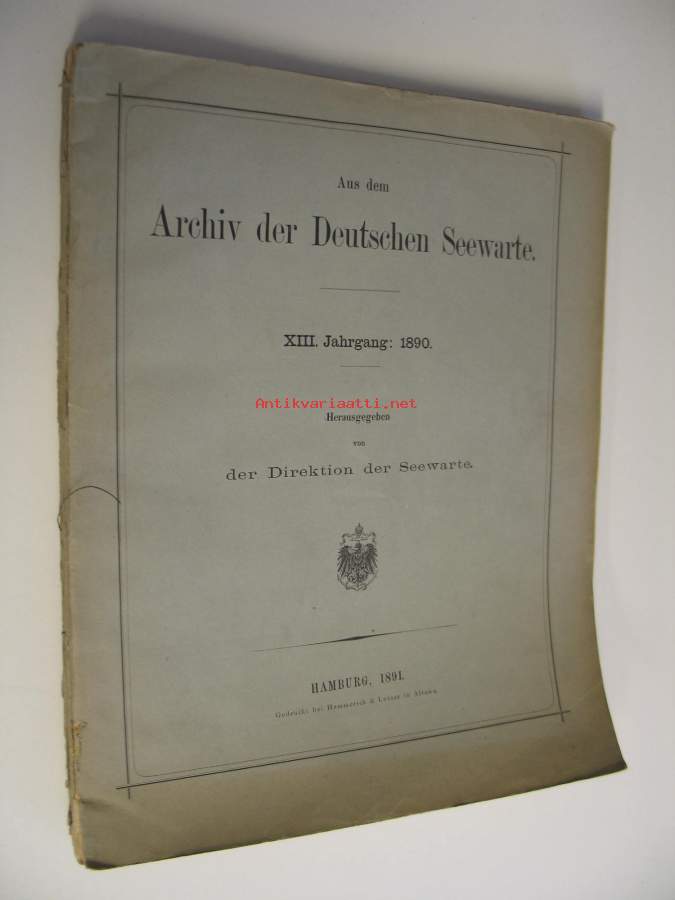 Aus dem
Archiv der Deutschen Seewarte.
XIII. Jahrgang: 1890.
Antikvariaatti.net
Herausgegeben
von
der Direktion der Seewarte.
HAMBURG, 1891.
Gedruckt bei Hammerich & Lesser in Altona.